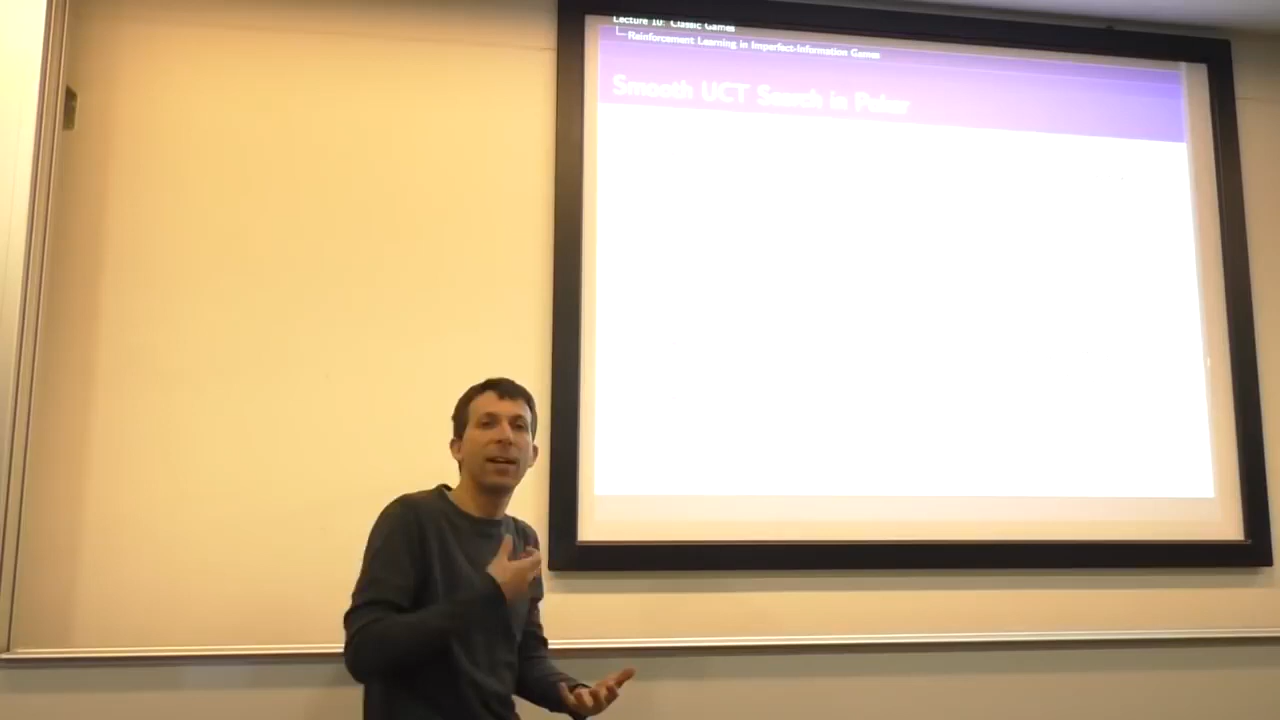 Lecture 10: Classic Games
Reinforcement Learning in Imperfect-Information Games
Smooth UCT Search in Poker